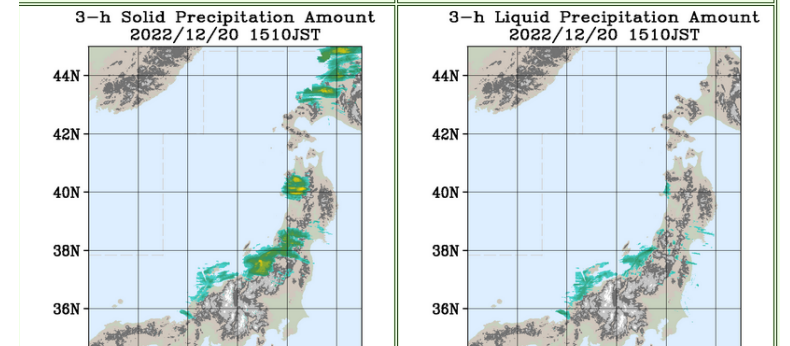 3-h Solid Precipitation Amount
2022/12/20 1510JST
44N
42N
40N
38N
36N
3-h Liquid Precipitation Amount
2022/12/20 1510JST
44N
42N
40N
38N
36N